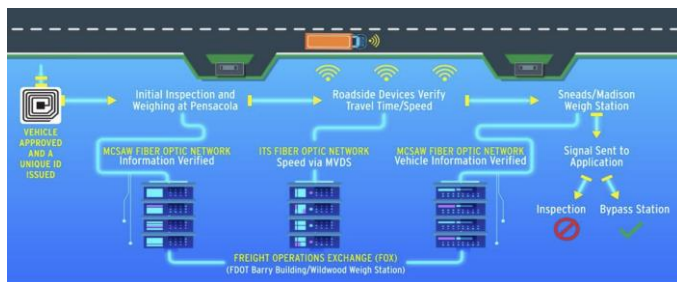 Initial Inspection and
Weighing at Pensacola
Roadside Devices Verify
Travel Time/Speed
Sneads/Madison
Weigh Station
VEHICLE
APPROVED
AND A
UNIQUE ID
ISSUED
MCSAW FIBER OPTIC NETWORK
Information Verified
ITS FIBER OPTIC NETWORK
Speed via MVDS
MCSAW FIBER OPTIC NETWORK
Vehicle Information Verified
Signal Sent to
Application
Inspection
Bypass Station
FREIGHT OPERATIONS EXCHANGE (FOX)
(FDOT Barry Building/Wildwood Weigh Station)